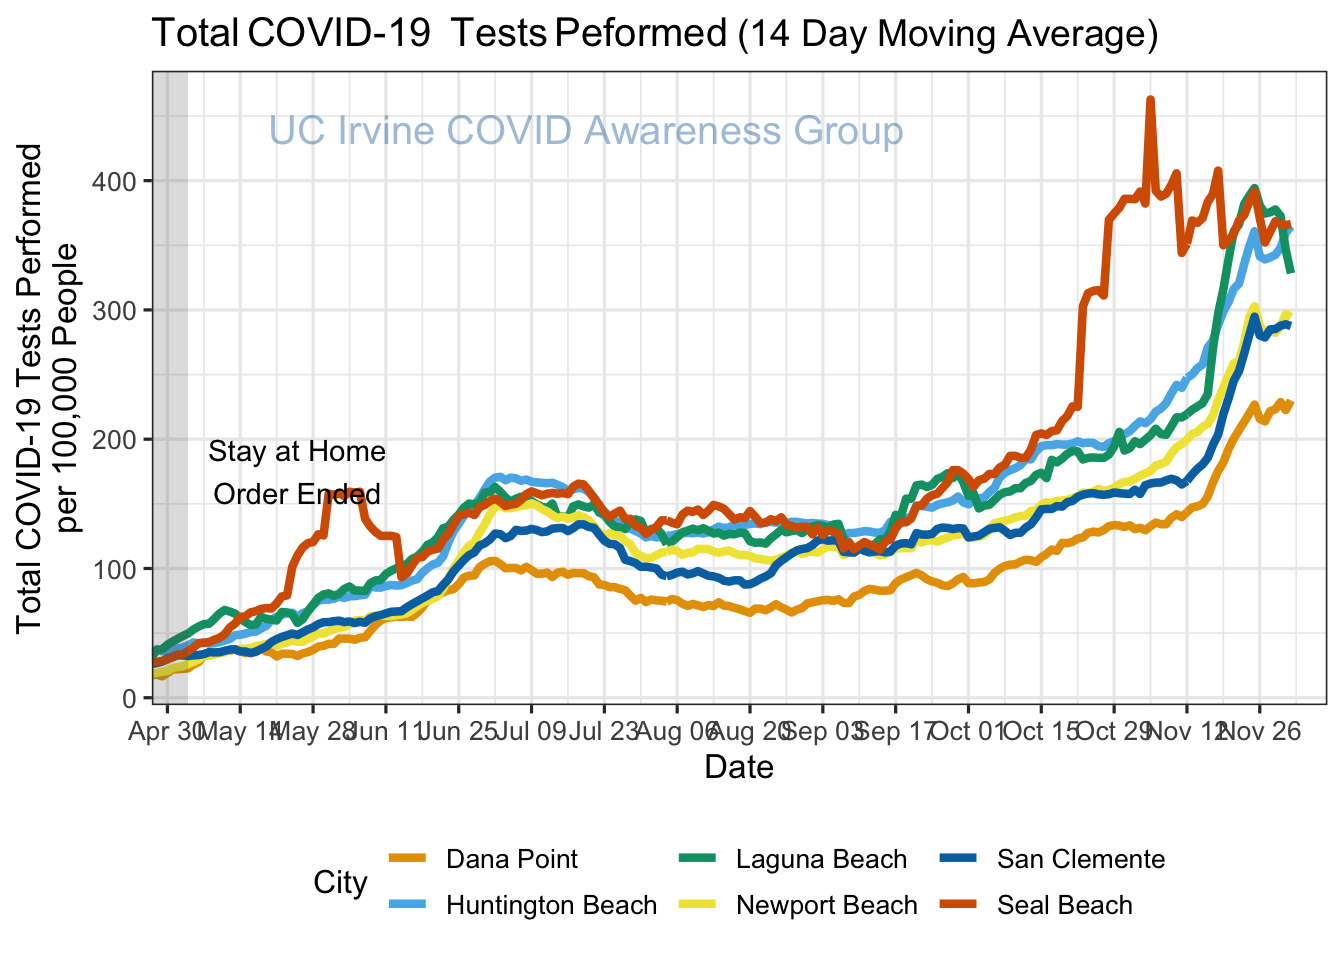 Total COVID-19 Tests Peformed (14 Day Moving Average)
UC Irvine COVID Awareness Group
Total COVID-19 Tests Performed
per 100,000 People
400
300
200
100
0
Stay at Home
Order Ended
Apr 30 May 14 May 28 Jun 11 Jun 25 Jul 09 Jul 23 Aug 06 Aug 20 Sep 03 Sep 17 Oct 01 Oct 15 Oct 29 Nov 12 Nov 26
Date
City
Dana Point Laguna Beach San Clemente
Huntington Beach Newport Beach Seal Beach